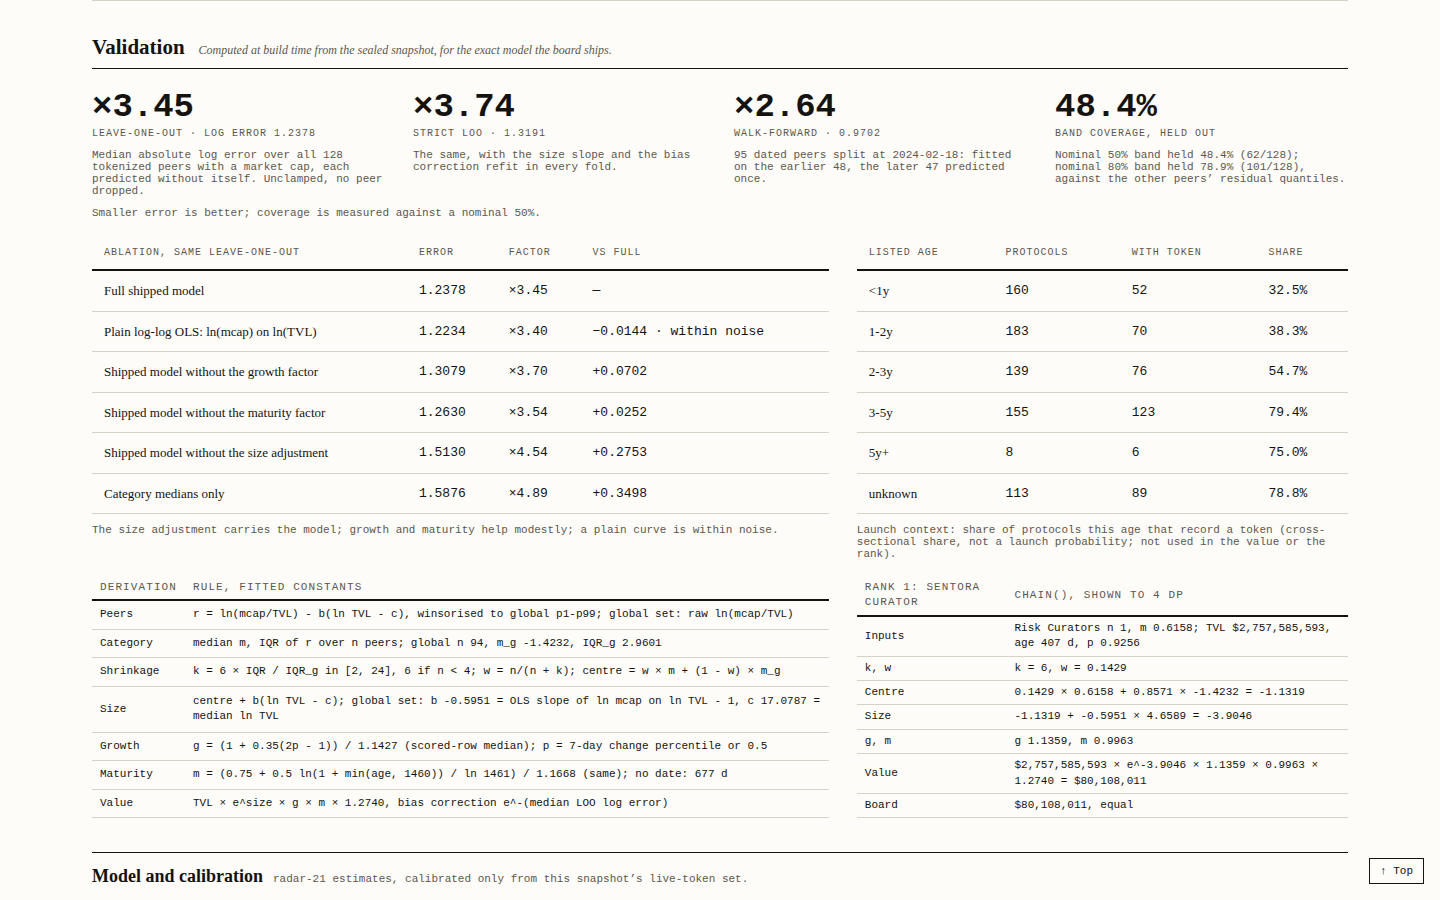 Validation Computed at build time from the sealed snapshot, for the exact model the board ships.
×3.45
LEAVE-ONE-OUT · LOG ERROR 1.2378
Median absolute log error over all 128
tokenized peers with a market cap, each
predicted without itself. Unclamped, no peer
dropped.
×3.74
STRICT LOO · 1.3191
The same, with the size slope and the bias
correction refit in every fold.
×2.64
WALK-FORWARD · 0.9702
95 dated peers split at 2024-02-18: fitted
on the earlier 48, the later 47 predicted
once.
48.4%
BAND COVERAGE, HELD OUT
Nominal 50% band held 48.4% (62/128);
nominal 80% band held 78.9% (101/128),
against the other peers’ residual quantiles.
Smaller error is better; coverage is measured against a nominal 50%.
ABLATION, SAME LEAVE-ONE-OUT ERROR FACTOR VS FULL
Full shipped model 1.2378 ×3.45 —
Plain log-log OLS: ln(mcap) on ln(TVL) 1.2234 ×3.40 −0.0144 · within noise
Shipped model without the growth factor 1.3079 ×3.70 +0.0702
Shipped model without the maturity factor 1.2630 ×3.54 +0.0252
Shipped model without the size adjustment 1.5130 ×4.54 +0.2753
Category medians only 1.5876 ×4.89 +0.3498
The size adjustment carries the model; growth and maturity help modestly; a plain curve is within noise.
LISTED AGE PROTOCOLS WITH TOKEN SHARE
<1y 160 52 32.5%
1-2y 183 70 38.3%
2-3y 139 76 54.7%
3-5y 155 123 79.4%
5y+ 8 6 75.0%
unknown 113 89 78.8%
Launch context: share of protocols this age that record a token (cross-
sectional share, not a launch probability; not used in the value or the
rank).
DERIVATION RULE, FITTED CONSTANTS
Peers r = ln(mcap/TVL) - b(ln TVL - c), winsorised to global p1-p99; global set: raw ln(mcap/TVL)
Category median m, IQR of r over n peers; global n 94, m_g -1.4232, IQR_g 2.9601
Shrinkage k = 6 × IQR / IQR_g in [2, 24], 6 if n < 4; w = n/(n + k); centre = w × m + (1 - w) × m_g
Size centre + b(ln TVL - c); global set: b -0.5951 = OLS slope of ln mcap on ln TVL - 1, c 17.0787 =
median ln TVL
Growth g = (1 + 0.35(2p - 1)) / 1.1427 (scored-row median); p = 7-day change percentile or 0.5
Maturity m = (0.75 + 0.5 ln(1 + min(age, 1460)) / ln 1461) / 1.1668 (same); no date: 677 d
Value TVL × e^size × g × m × 1.2740, bias correction e^-(median LOO log error)
RANK 1: SENTORA
CURATOR
CHAIN(), SHOWN TO 4 DP
Inputs Risk Curators n 1, m 0.6158; TVL $2,757,585,593,
age 407 d, p 0.9256
k, w k = 6, w = 0.1429
Centre 0.1429 × 0.6158 + 0.8571 × -1.4232 = -1.1319
Size -1.1319 + -0.5951 × 4.6589 = -3.9046
g, m g 1.1359, m 0.9963
Value $2,757,585,593 × e^-3.9046 × 1.1359 × 0.9963 ×
1.2740 = $80,108,011
Board $80,108,011, equal
Model and calibration radar-21 estimates, calibrated only from this snapshot’s live-token set.
↑ Top